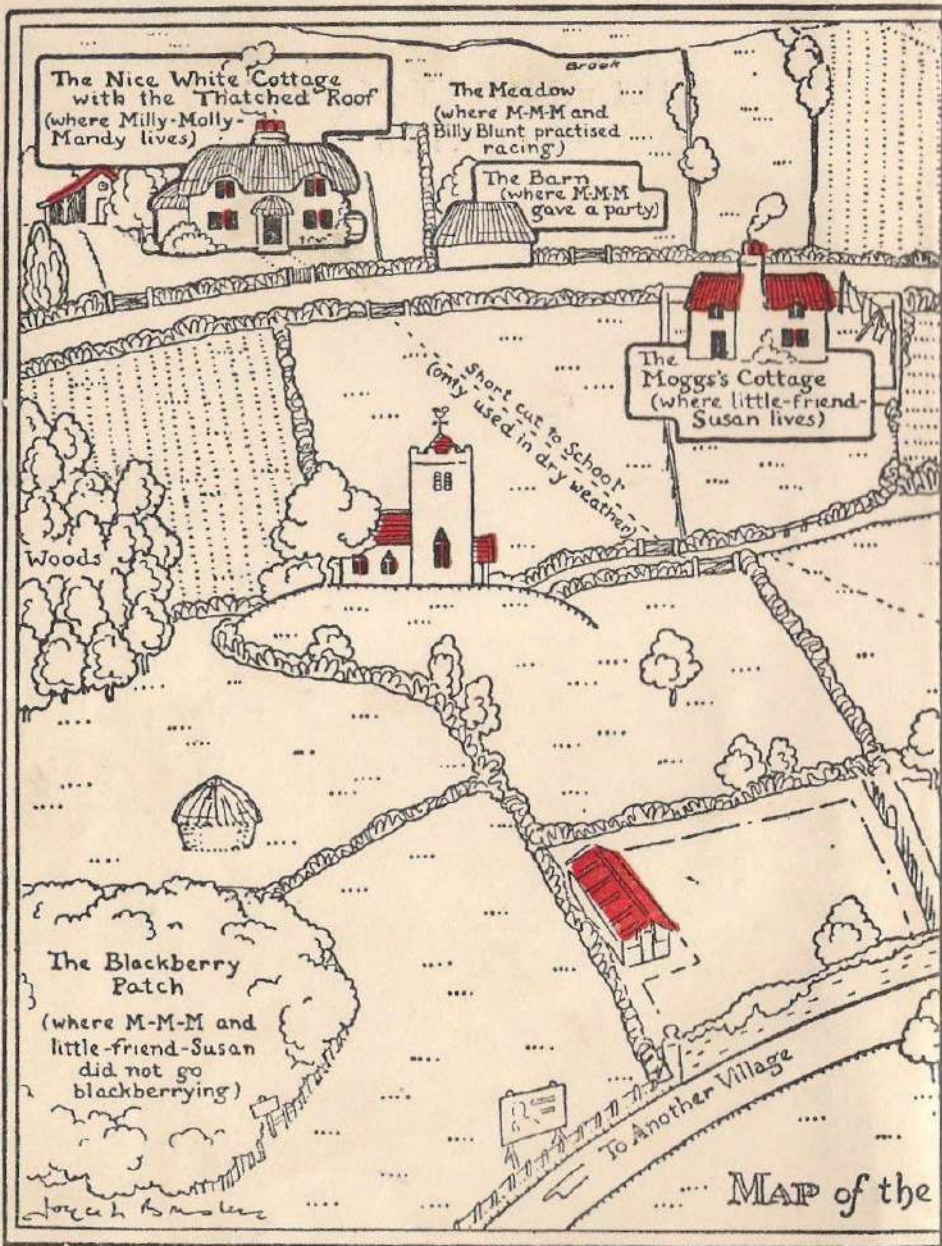 The Nice White Cottage
with the Thatched Roof
(where Milly-Molly-
Mandy lives)
Brook
The Meadow
(where M-M-M and
Billy Blunt practised
racing)
The Barn
(where M-M-M
gave a party)
The
Moggs's Cottage
(where little-friend-
Susan lives)
Short cut to School
(only used in dry weather)
Woods
The Blackberry
Patch
(where M-M-M and
little-friend-Susan
did not go
blackberrying)
To Another Village
MAP of the